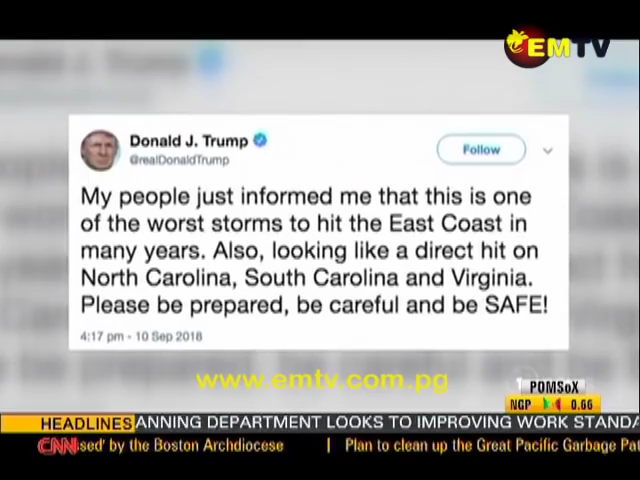 EMTV
Donald J. Trump
@realDonaldTrump
Follow
My people just informed me that this is one
of the worst storms to hit the East Coast in
many years. Also, looking like a direct hit on
North Carolina, South Carolina and Virginia.
Please be prepared, be careful and be SAFE!
4:17 pm - 10 Sep 2018
www.emtv.com.pg
POMSoX
NGP 0.66
HEADLINES ANNING DEPARTMENT LOOKS TO IMPROVING WORK STANDA
CNN sed' by the Boston Archdiocese | Plan to clean up the Great Pacific Garbage Pat